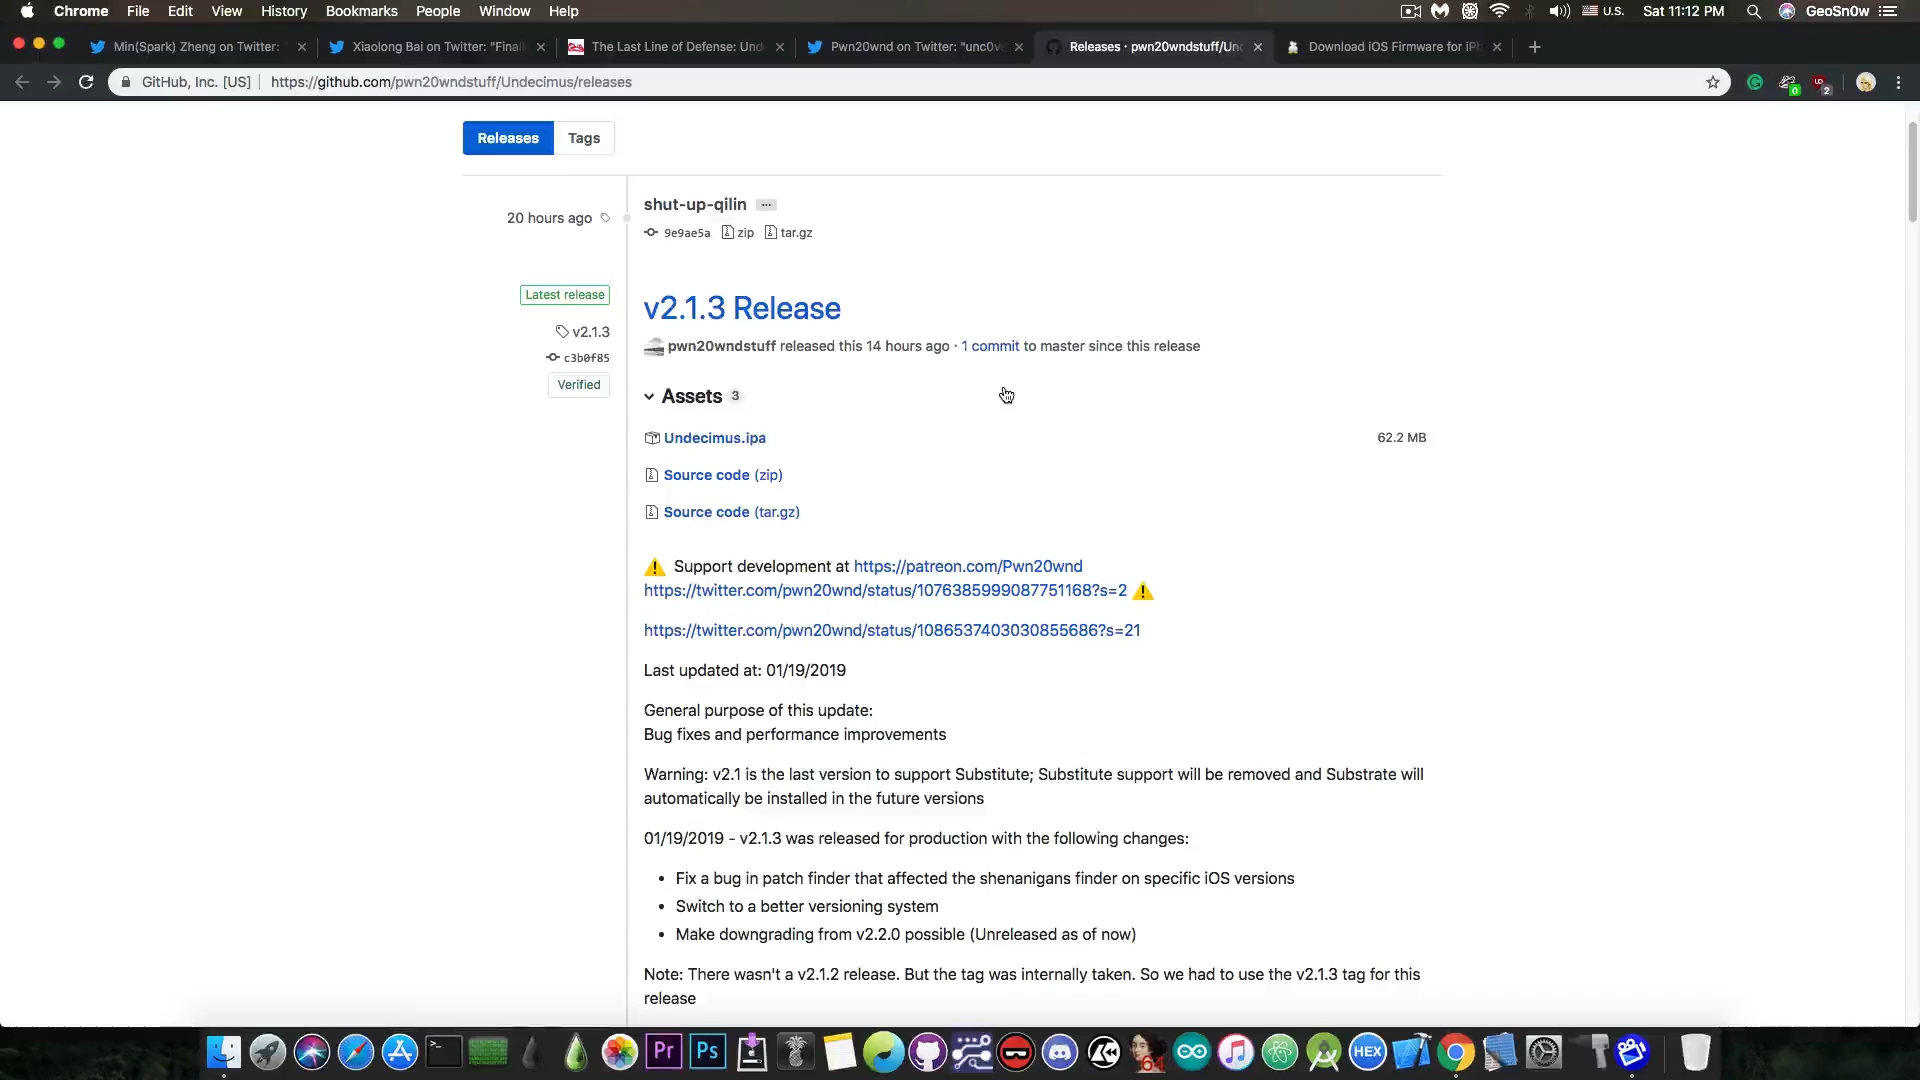 Chrome File Edit View History Bookmarks People Window Help U.S. Sat 11:12 PM GeoSn0w
Min(Spark) Zheng on Twitter: Xiaolong Bai on Twitter: "Final The Last Line of Defense: Und Pwn20wnd on Twitter: "unc0v Releases · pwn20wndstuff/Und Download iOS Firmware for iPh
GitHub, Inc. [US] https://github.com/pwn20wndstuff/Undecimus/releases 0 2
Releases Tags
shut-up-qilin ...
20 hours ago
9e9ae5a zip tar.gz
Latest release
v2.1.3 Release
v2.1.3
pwn20wndstuff released this 14 hours ago · 1 commit to master since this release
c3b0f85
Verified
Assets 3
Undecimus.ipa 62.2 MB
Source code (zip)
Source code (tar.gz)
Support development at https://patreon.com/Pwn20wnd
https://twitter.com/pwn20wnd/status/1076385999087751168?s=2
https://twitter.com/pwn20wnd/status/1086537403030855686?s=21
Last updated at: 01/19/2019
General purpose of this update:
Bug fixes and performance improvements
Warning: v2.1 is the last version to support Substitute; Substitute support will be removed and Substrate will
automatically be installed in the future versions
01/19/2019 - v2.1.3 was released for production with the following changes:
• Fix a bug in patch finder that affected the shenanigans finder on specific iOS versions
• Switch to a better versioning system
• Make downgrading from v2.2.0 possible (Unreleased as of now)
Note: There wasn't a v2.1.2 release. But the tag was internally taken. So we had to use the v2.1.3 tag for this
release
Pr Ps 64 HEX